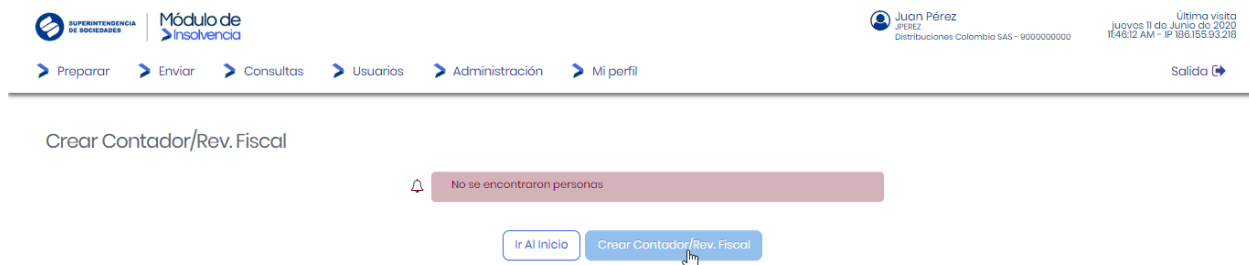 SUPERINTENDENCIA
DE SOCIEDADES
Módulo de
Insolvencia
Juan Pérez
JPEREZ
Distribuciones Colombia SAS - 9000000000
Última visita
jueves 11 de Junio de 2020
11:46:12 AM - IP 186.155.93.218
Preparar Enviar Consultas Usuarios Administración Mi perfil Salida
Crear Contador/Rev. Fiscal
No se encontraron personas
Ir Al Inicio Crear Contador/Rev. Fiscal